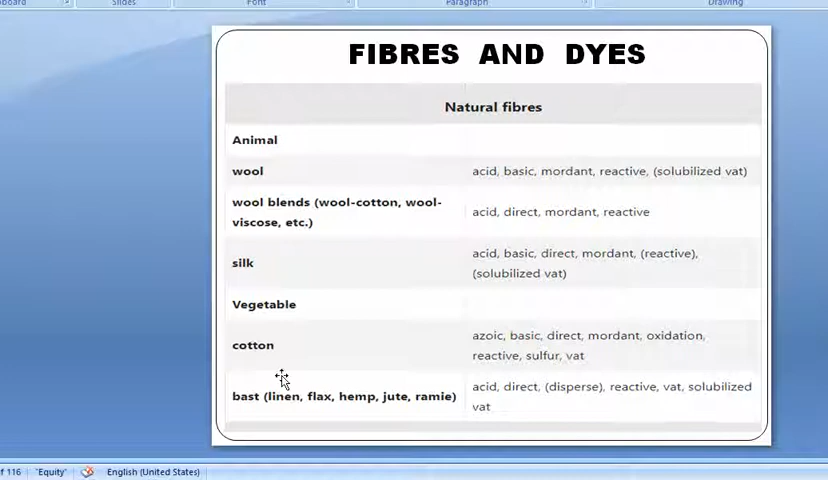 Slides
Font
Paragraph
Drawing
FIBRES AND DYES
Natural fibres
Animal
wool
acid, basic, mordant, reactive, (solubilized vat)
wool blends (wool-cotton, wool-
viscose, etc.)
acid, direct, mordant, reactive
silk
acid, basic, direct, mordant, (reactive),
(solubilized vat)
Vegetable
cotton
azoic, basic, direct, mordant, oxidation,
reactive, sulfur, vat
bast (linen, flax, hemp, jute, ramie)
acid, direct, (disperse), reactive, vat, solubilized
vat
f 116 "Equity" English (United States)